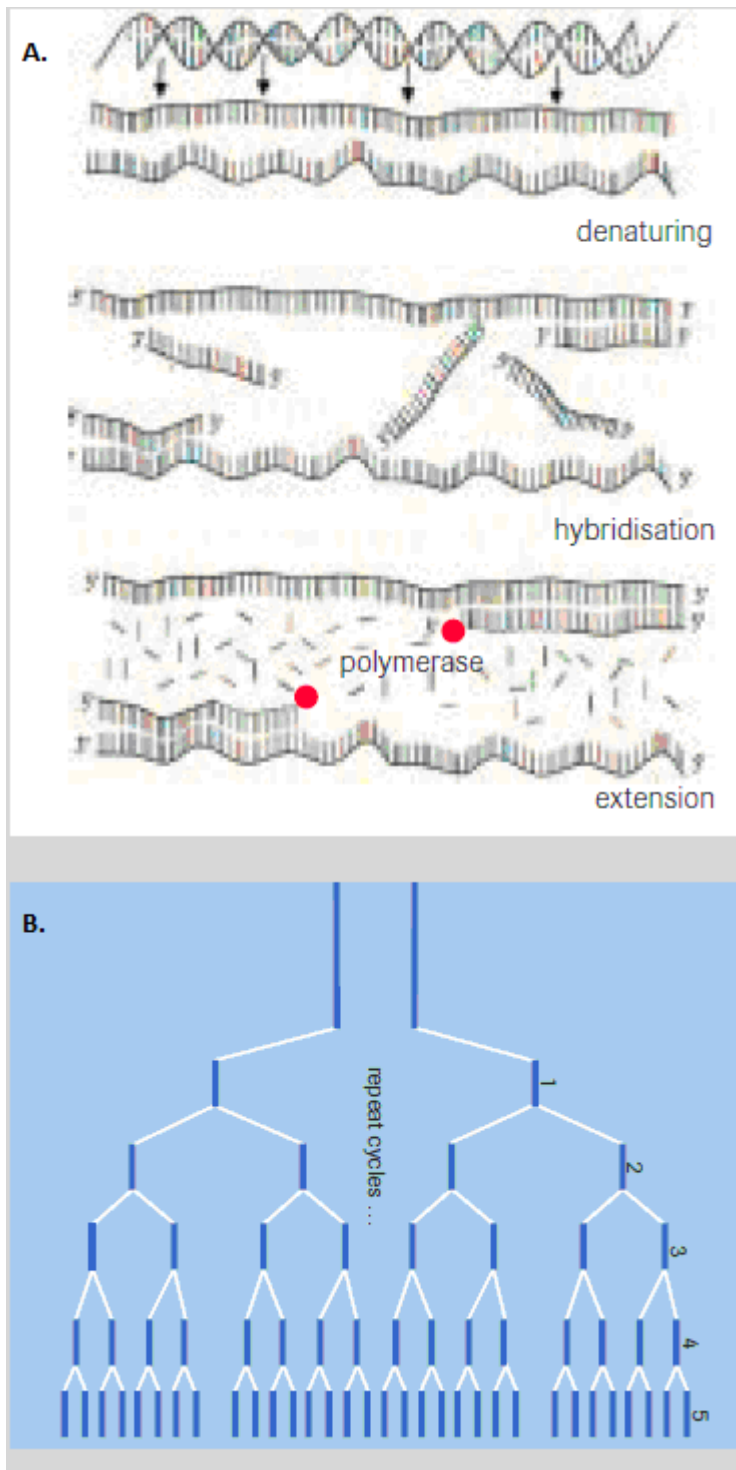 A.
denaturing
hybridisation
polymerase
extension
B.
repeat cycles ...
1
2
3
4
5